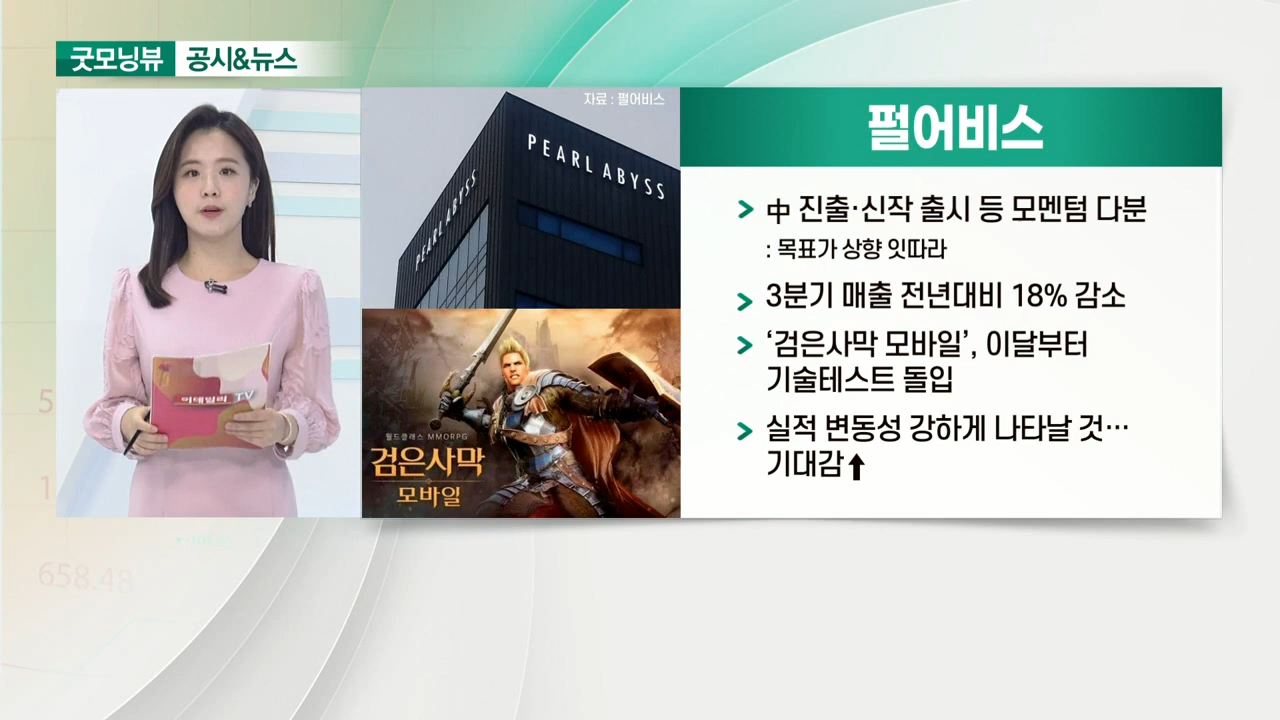 굿모닝뷰 공시&뉴스
자료 : 펄어비스
PEARL ABYSS
PEARL ABYSS
펄어비스
中 진출·신작 출시 등 모멘텀 다분
: 목표가 상향 잇따라
3분기 매출 전년대비 18% 감소
‘검은사막 모바일’, 이달부터
기술테스트 돌입
실적 변동성 강하게 나타날 것…
기대감⬆
이데일리 TV
월드클래스 MMORPG
검은사막
모바일
5
1
658.48